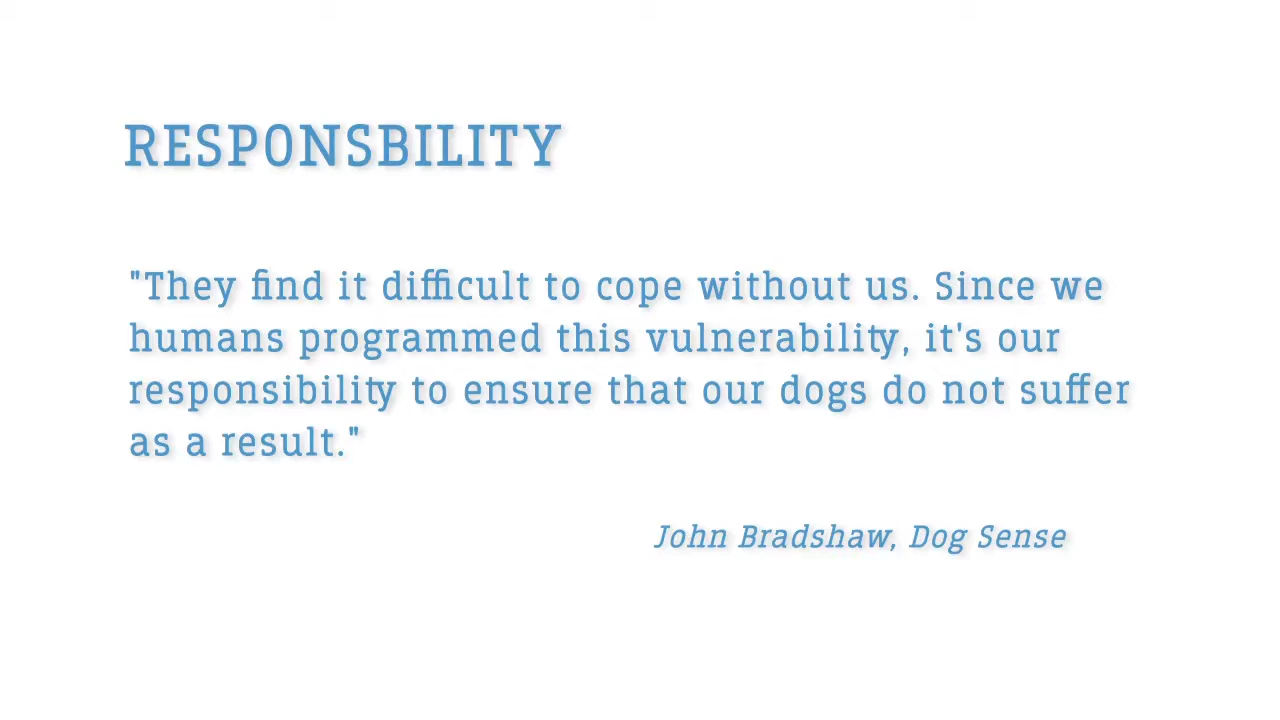 RESPONSBILITY
"They find it difficult to cope without us. Since we
humans programmed this vulnerability, it's our
responsibility to ensure that our dogs do not suffer
as a result."
John Bradshaw, Dog Sense